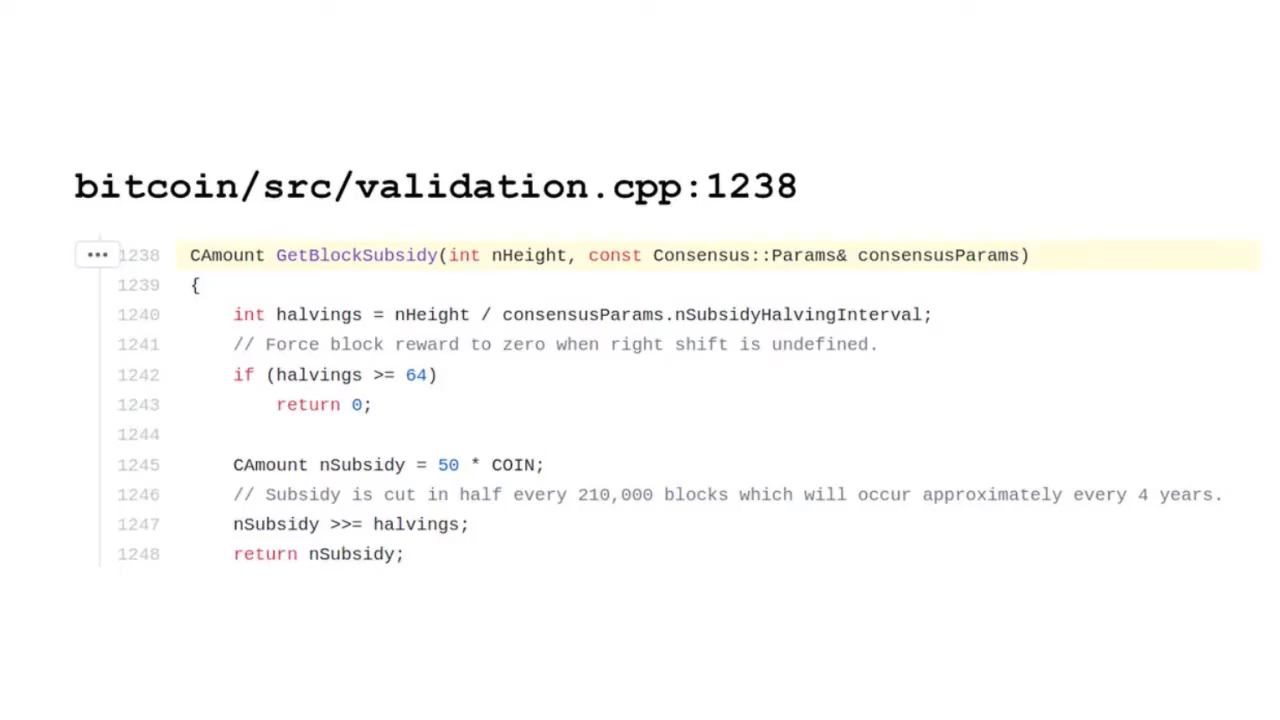 bitcoin/src/validation.cpp:1238
••• 1238 CAmount GetBlockSubsidy(int nHeight, const Consensus::Params& consensusParams)
1239 {
1240     int halvings = nHeight / consensusParams.nSubsidyHalvingInterval;
1241     // Force block reward to zero when right shift is undefined.
1242     if (halvings >= 64)
1243         return 0;
1244
1245     CAmount nSubsidy = 50 * COIN;
1246     // Subsidy is cut in half every 210,000 blocks which will occur approximately every 4 years.
1247     nSubsidy >>= halvings;
1248     return nSubsidy;